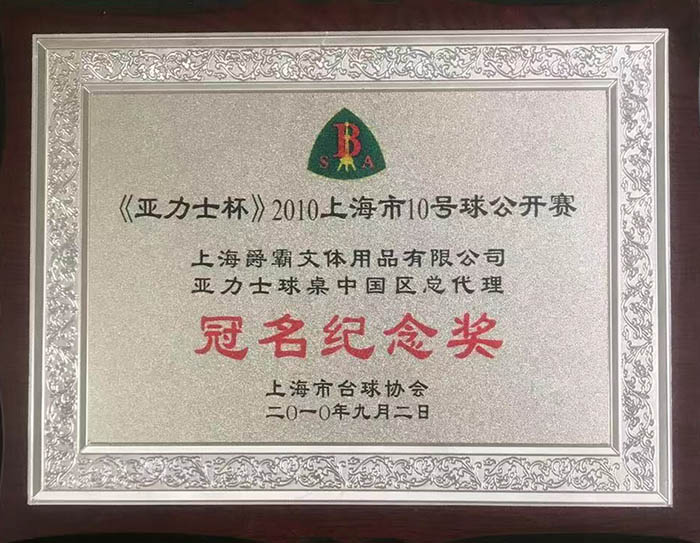 S B A
《亚力士杯》2010上海市10号球公开赛
上海爵霸文体用品有限公司
亚力士球桌中国区总代理
冠名纪念奖
上海市台球协会
二〇一〇年九月二日